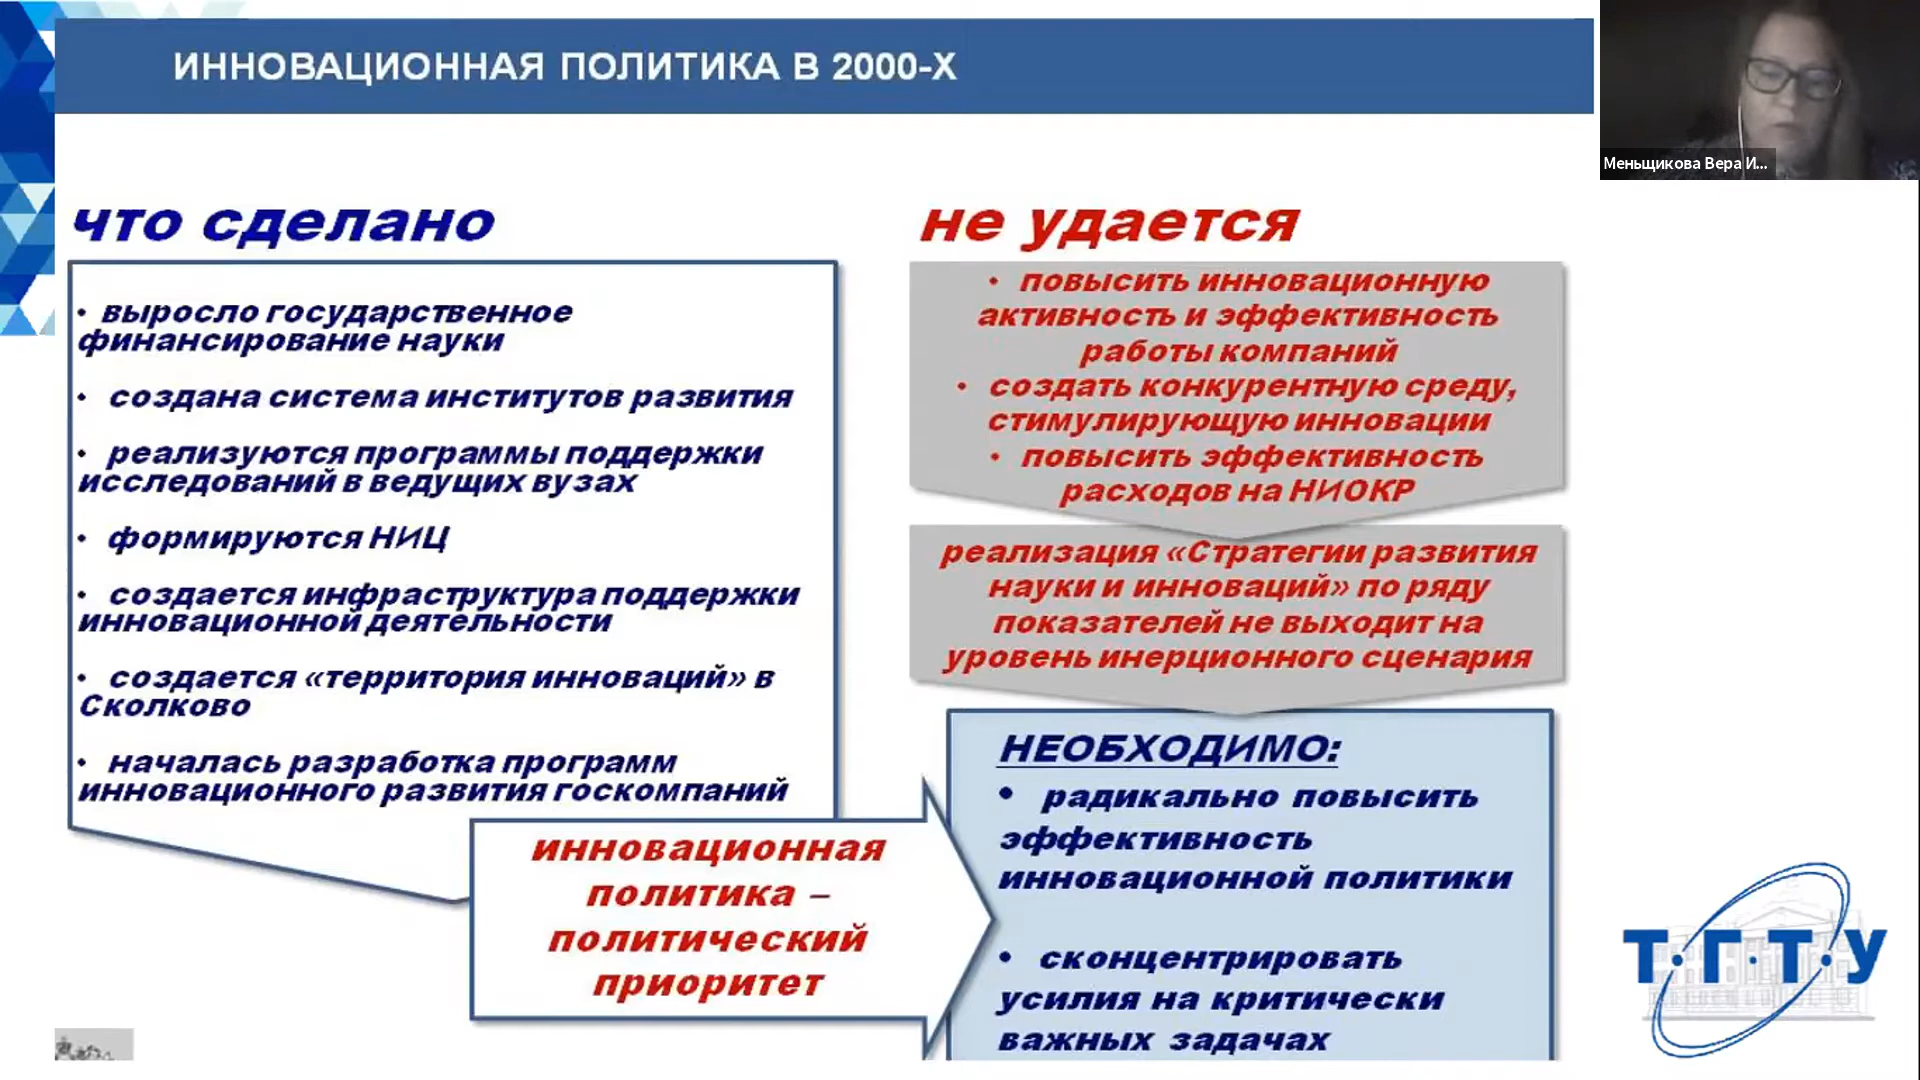 ИННОВАЦИОННАЯ ПОЛИТИКА В 2000-Х
Меньщикова Вера И...
что сделано
• выросло государственное
финансирование науки
• создана система институтов развития
• реализуются программы поддержки
исследований в ведущих вузах
• формируются НИЦ
• создается инфраструктура поддержки
инновационной деятельности
• создается «территория инноваций» в
Сколково
• началась разработка программ
инновационного развития госкомпаний
не удается
• повысить инновационную
активность и эффективность
работы компаний
• создать конкурентную среду,
стимулирующую инновации
• повысить эффективность
расходов на НИОКР
реализация «Стратегии развития
науки и инноваций» по ряду
показателей не выходит на
уровень инерционного сценария
инновационная
политика –
политический
приоритет
НЕОБХОДИМО:
• радикально повысить
эффективность
инновационной политики
• сконцентрировать
усилия на критически
важных задачах
Т·Г·Т·У